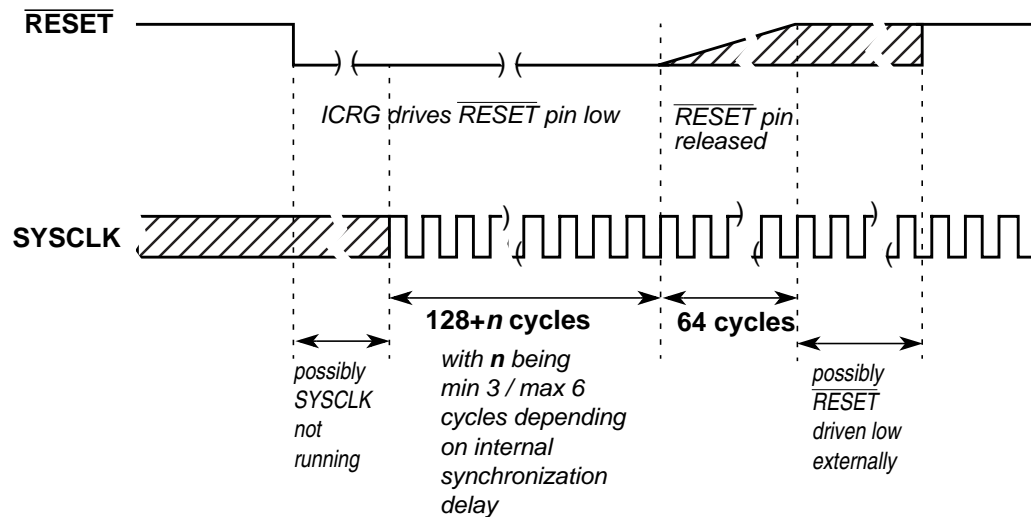 RESET
ICRG drives RESET pin low
RESET pin
released
SYSCLK
128+n cycles
64 cycles
possibly
SYSCLK
not
running
with n being
min 3 / max 6
cycles depending
on internal
synchronization
delay
possibly
RESET
driven low
externally